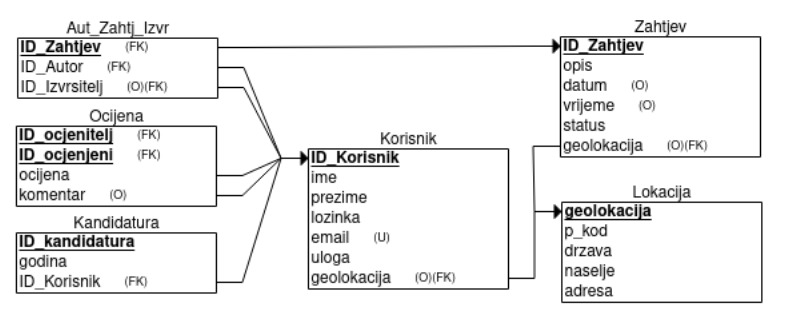 Aut_Zahtj_Izvr
ID_Zahtjev (FK)
ID_Autor (FK)
ID_Izvrsitelj (O)(FK)
Ocijena
ID_ocjenitelj (FK)
ID_ocjenjeni (FK)
ocijena
komentar (O)
Kandidatura
ID_kandidatura
godina
ID_Korisnik (FK)
Korisnik
ID_Korisnik
ime
prezime
lozinka
email (U)
uloga
geolokacija (O)(FK)
Zahtjev
ID_Zahtjev
opis
datum (O)
vrijeme (O)
status
geolokacija (O)(FK)
Lokacija
geolokacija
p_kod
drzava
naselje
adresa